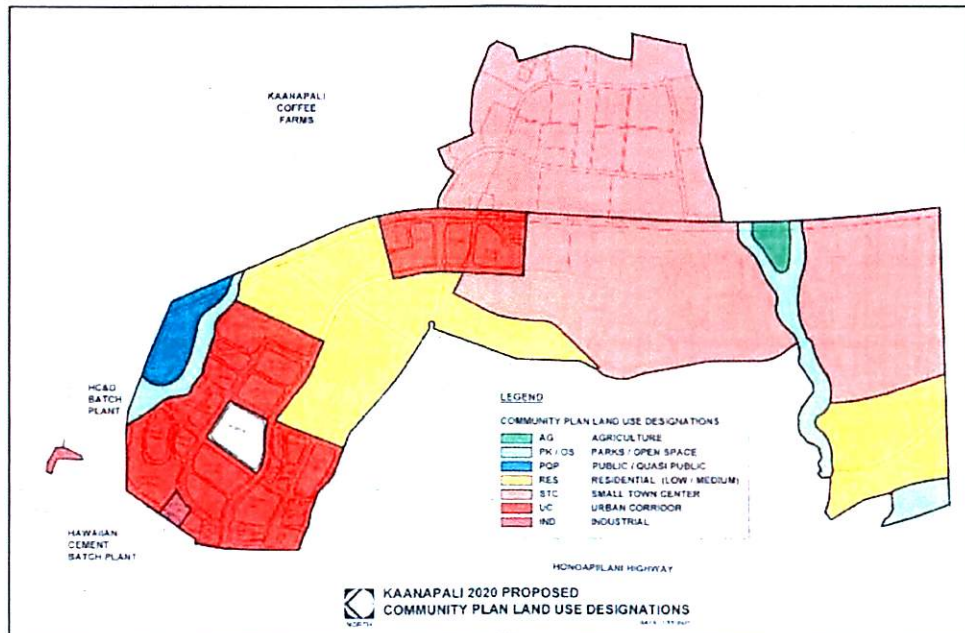 KAANAPALI
COFFEE
FARMS
HC&D
BATCH
PLANT
HAWAIIAN
CEMENT
BATCH PLANT
LEGEND
COMMUNITY PLAN LAND USE DESIGNATIONS
AG AGRICULTURE
PK / OS PARKS / OPEN SPACE
PQP PUBLIC / QUASI PUBLIC
RES RESIDENTIAL (LOW / MEDIUM)
STC SMALL TOWN CENTER
UC URBAN CORRIDOR
IND INDUSTRIAL
HONOAPIILANI HIGHWAY
KAANAPALI 2020 PROPOSED
COMMUNITY PLAN LAND USE DESIGNATIONS
NORTH